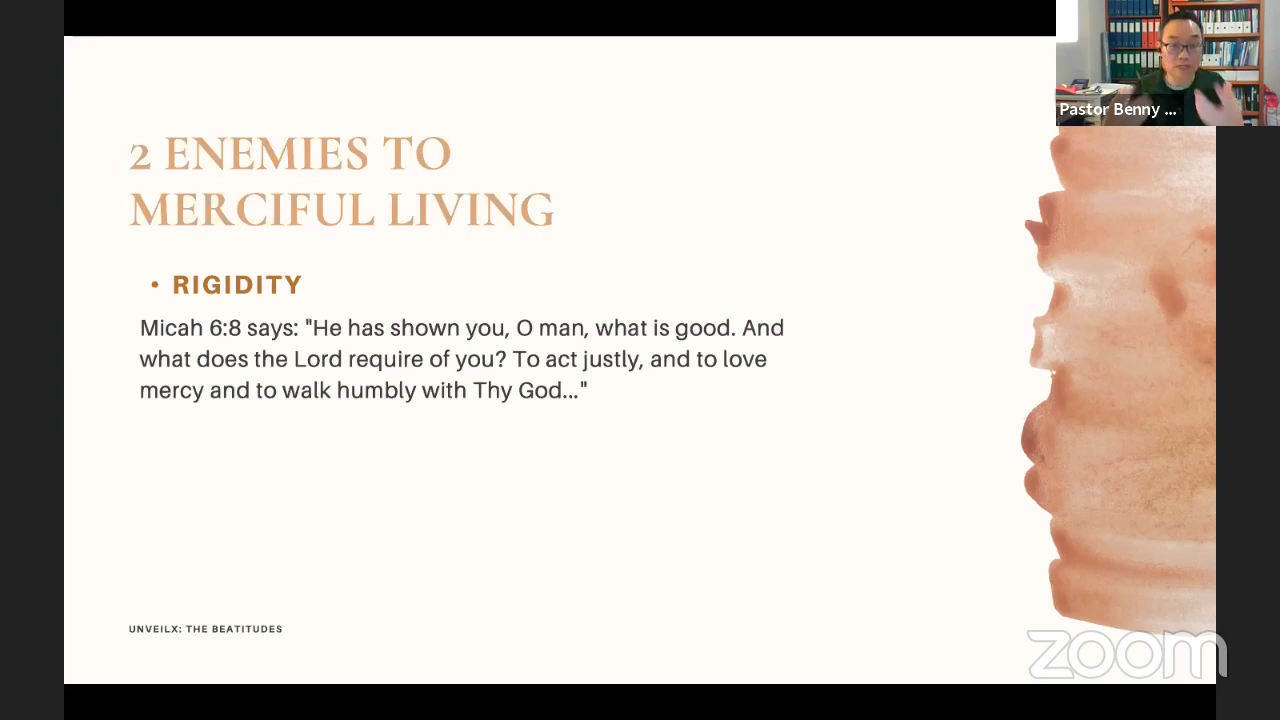 Pastor Benny ...
2 ENEMIES TO
MERCIFUL LIVING
• RIGIDITY
Micah 6:8 says: "He has shown you, O man, what is good. And
what does the Lord require of you? To act justly, and to love
mercy and to walk humbly with Thy God..."
UNVEILX: THE BEATITUDES
zoom